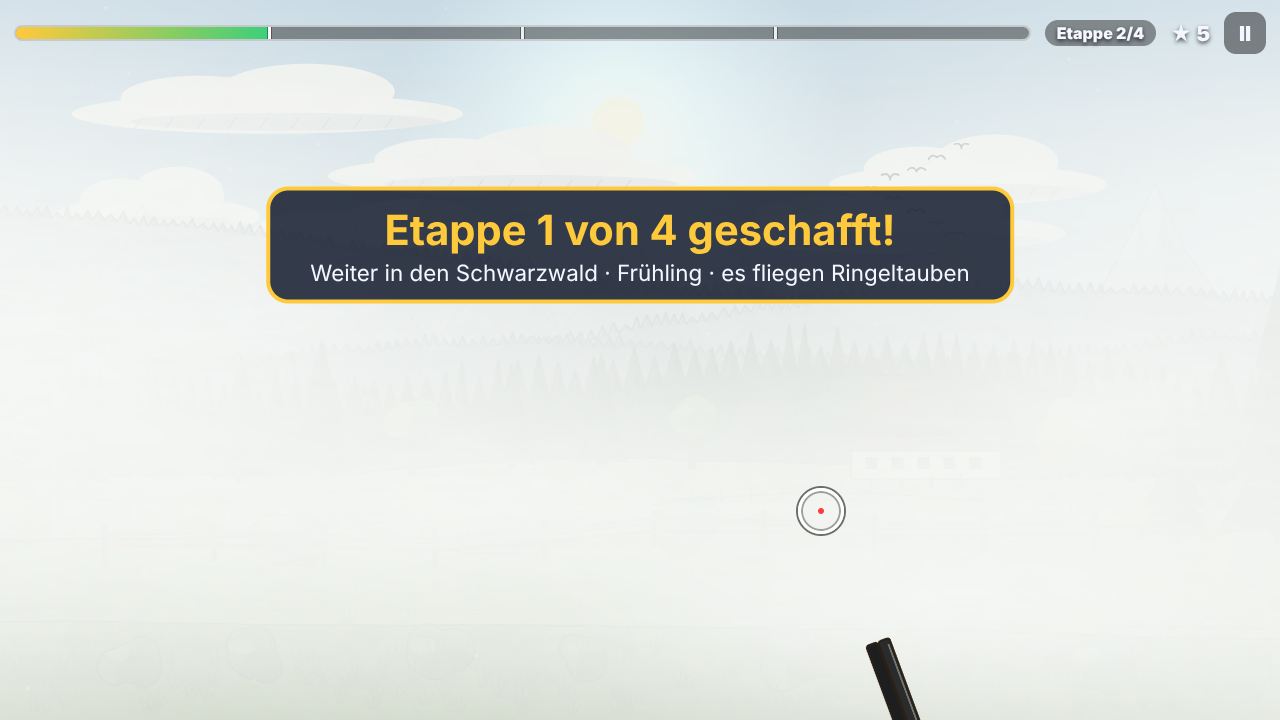 Etappe 2/4 ★ 5
Etappe 1 von 4 geschafft!
Weiter in den Schwarzwald · Frühling · es fliegen Ringeltauben